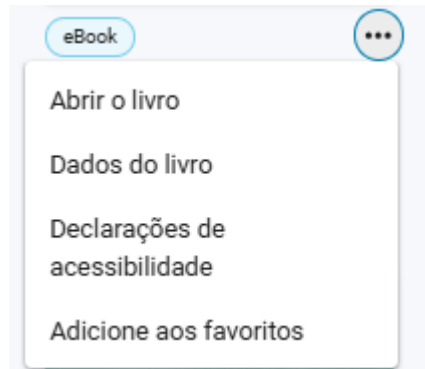 eBook
Abrir o livro
Dados do livro
Declarações de
acessibilidade
Adicione aos favoritos